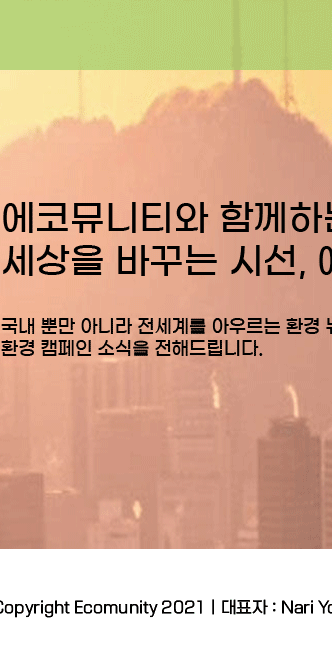 에코뮤니티와 함께하는
세상을 바꾸는 시선,
국내 뿐만 아니라 전세계를 아우르는 환경
환경 캠페인 소식을 전해드립니다.
Copyright Ecomunity 2021 | 대표자 : Nari